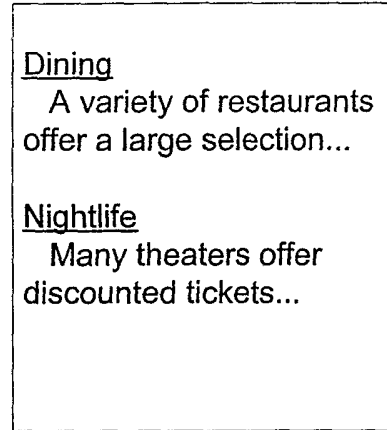 Dining
A variety of restaurants
offer a large selection...
Nightlife
Many theaters offer
discounted tickets...